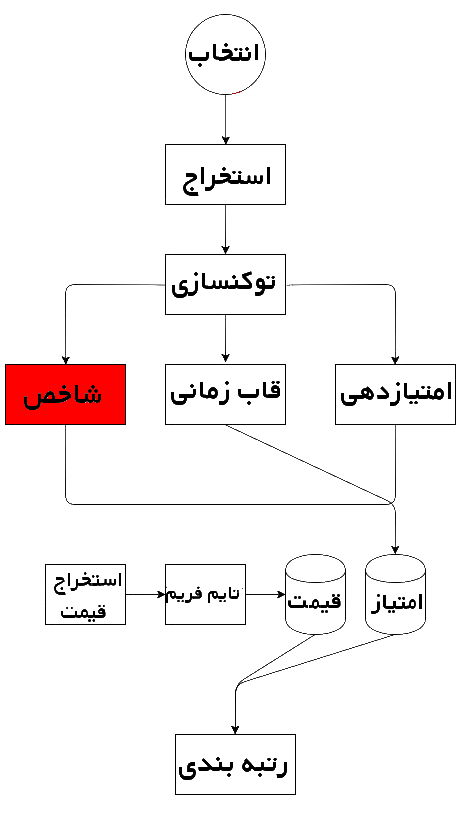 انتخاب
استخراج
توکنسازی
امتیازدهی
قاب زمانی
شاخص
استخراج
قیمت
تایم فریم
قیمت
امتیاز
رتبه بندی